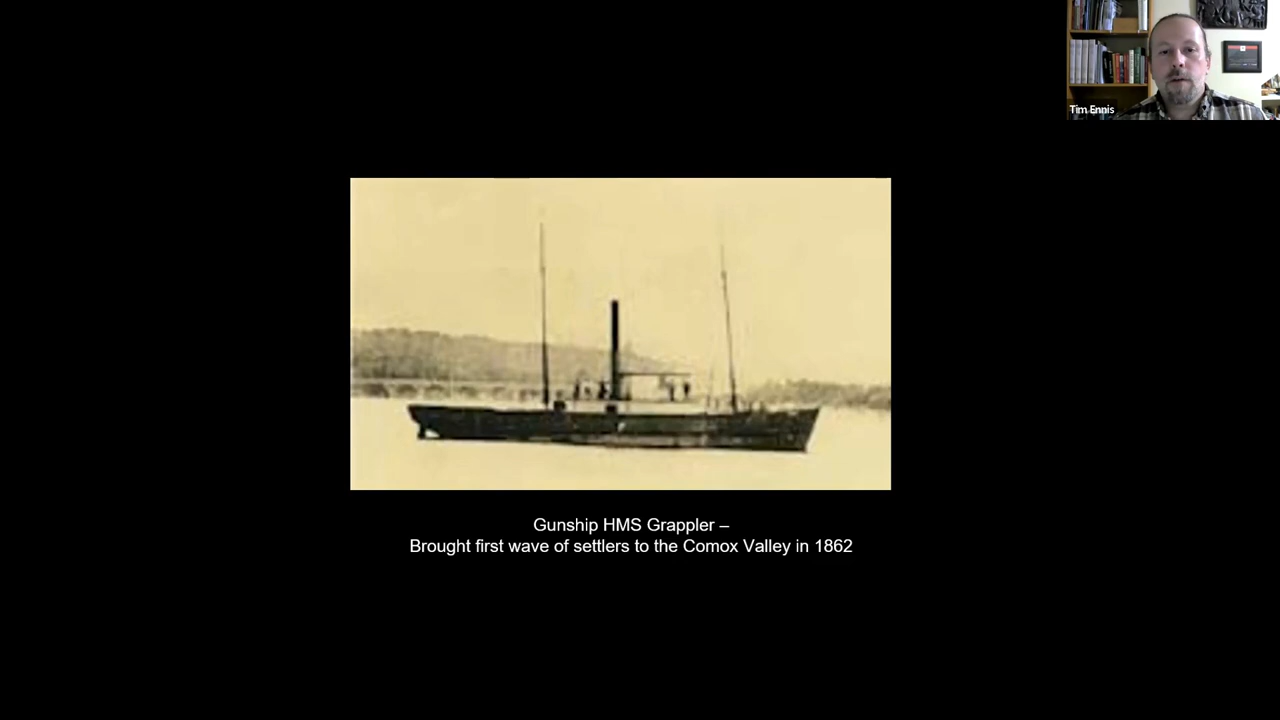 Tim Ennis
Gunship HMS Grappler –
Brought first wave of settlers to the Comox Valley in 1862